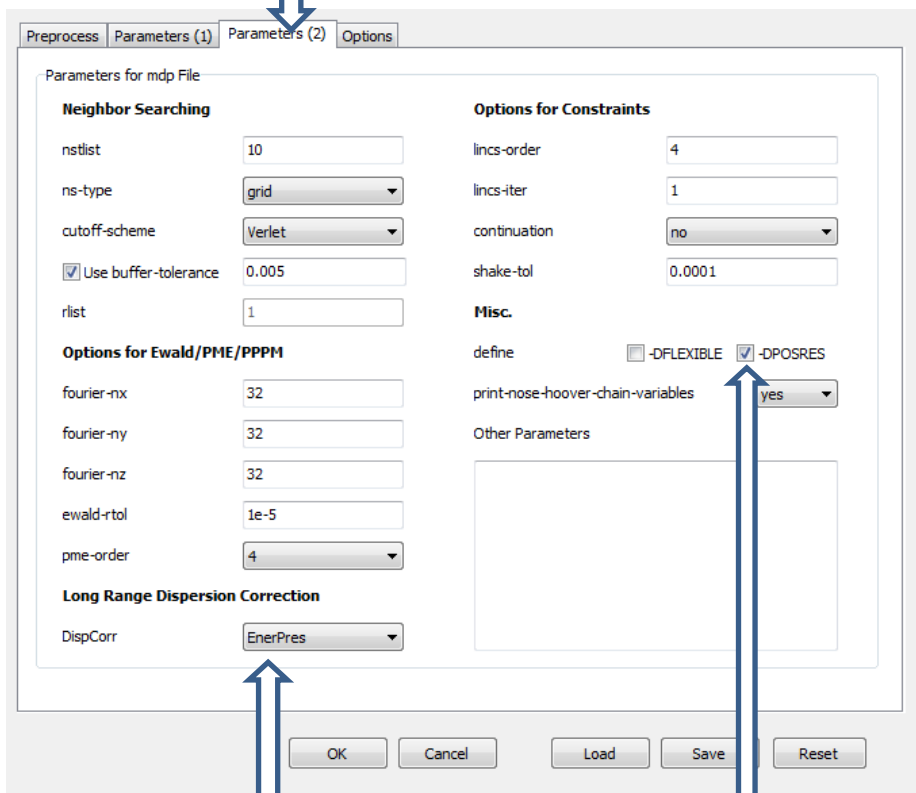 Preprocess Parameters (1) Parameters (2) Options
Parameters for mdp File
Neighbor Searching
nstlist 10
ns-type grid
cutoff-scheme Verlet
Use buffer-tolerance 0.005
rlist 1
Options for Ewald/PME/PPPM
fourier-nx 32
fourier-ny 32
fourier-nz 32
ewald-rtol 1e-5
pme-order 4
Long Range Dispersion Correction
DispCorr EnerPres
Options for Constraints
lincs-order 4
lincs-iter 1
continuation no
shake-tol 0.0001
Misc.
define -DFLEXIBLE -DPOSRES
print-nose-hoover-chain-variables yes
Other Parameters
OK Cancel Load Save Reset